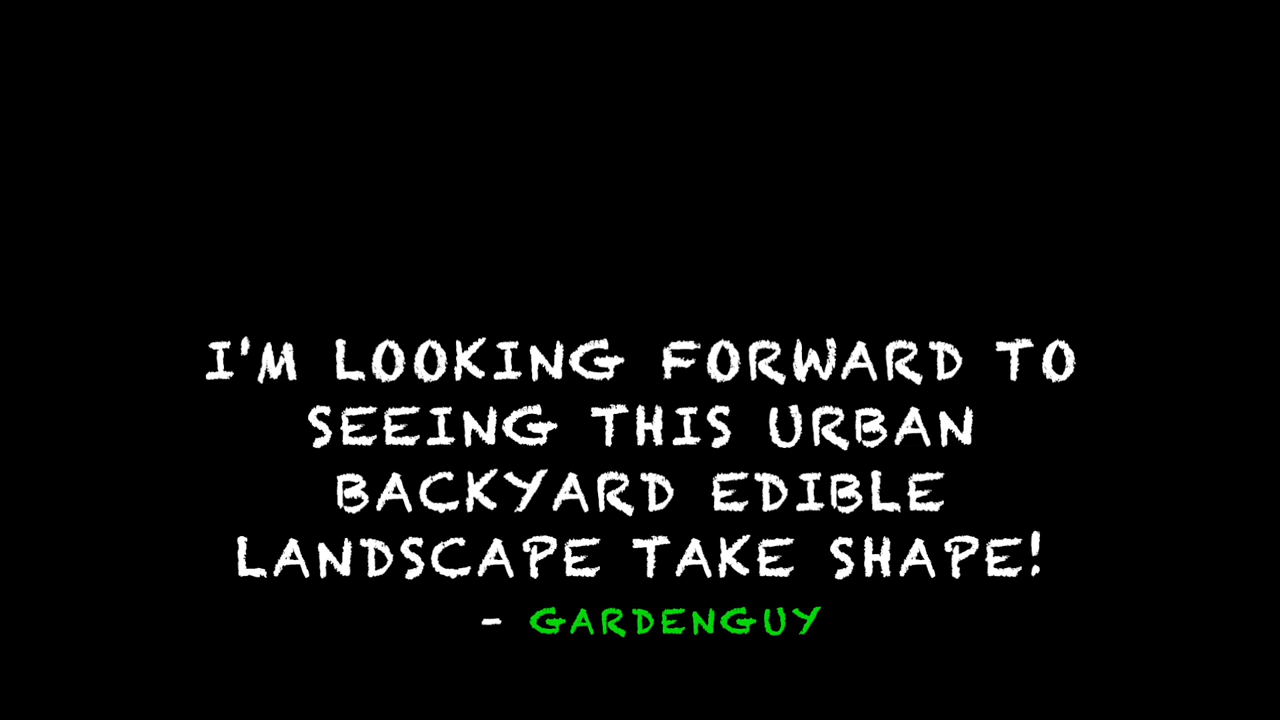 I'M LOOKING FORWARD TO
SEEING THIS URBAN
BACKYARD EDIBLE
LANDSCAPE TAKE SHAPE!
- GARDENGUY